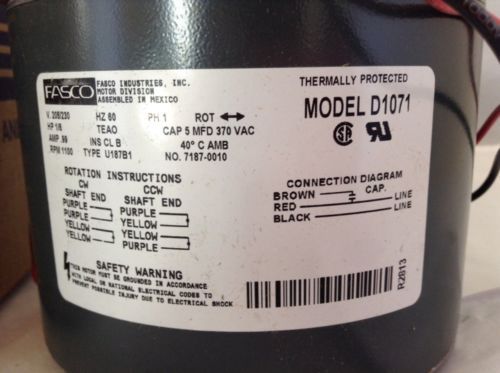 FASCO
FASCO INDUSTRIES, INC.
MOTOR DIVISION
ASSEMBLED IN MEXICO
THERMALLY PROTECTED
MODEL D1071
V. 208/230 HZ 60 PH 1 ROT
HP 1/6 TEAO CAP 5 MFD 370 VAC
AMP .99 INS CL B 40° C AMB
RPM 1100 TYPE U187B1 NO. 7187-0010
ROTATION INSTRUCTIONS
CW CCW
SHAFT END SHAFT END
PURPLE PURPLE
PURPLE YELLOW
YELLOW YELLOW
YELLOW PURPLE
CONNECTION DIAGRAM
BROWN CAP.
RED LINE
BLACK LINE
SAFETY WARNING
THIS MOTOR MUST BE GROUNDED IN ACCORDANCE
WITH LOCAL OR NATIONAL ELECTRICAL CODES TO
PREVENT POSSIBLE INJURY DUE TO ELECTRICAL SHOCK
R2813